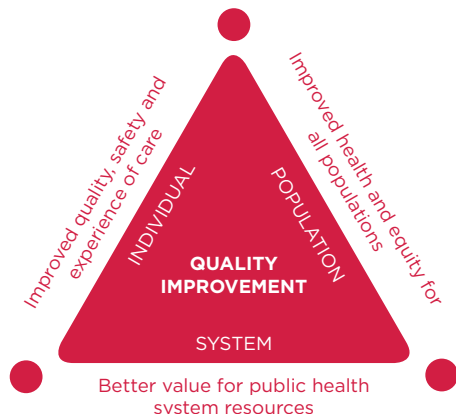 Improved quality, safety and
experience of care
INDIVIDUAL
Improved health and equity for
all populations
POPULATION
QUALITY
IMPROVEMENT
SYSTEM
Better value for public health
system resources